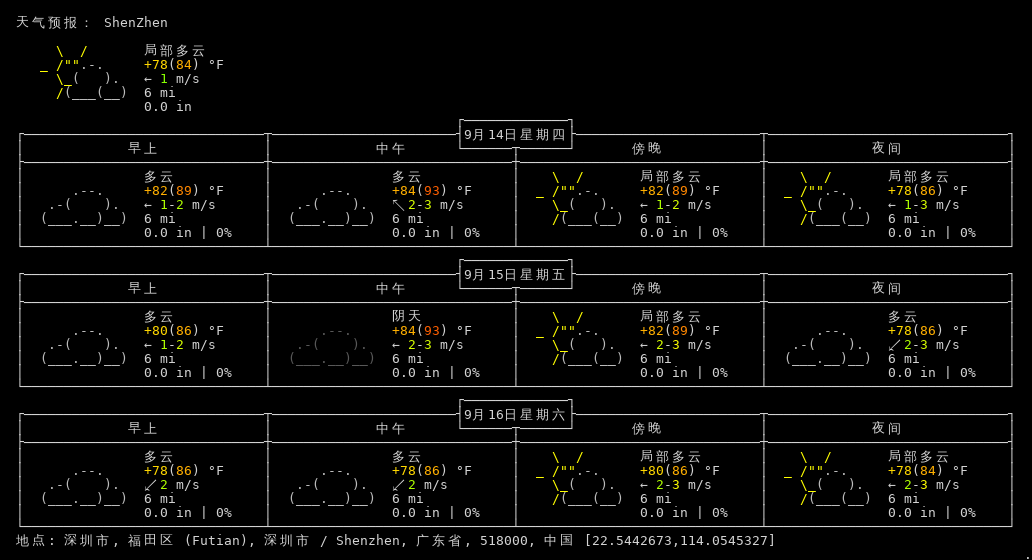 天气预报： ShenZhen
局部多云
+78(84) °F
← 1 m/s
6 mi
0.0 in
9月14日星期四
早上 中午 傍晚 夜间
多云 多云 局部多云 局部多云
+82(89) °F +84(93) °F +82(89) °F +78(86) °F
← 1-2 m/s ↖ 2-3 m/s ← 1-2 m/s ← 1-3 m/s
6 mi 6 mi 6 mi 6 mi
0.0 in | 0% 0.0 in | 0% 0.0 in | 0% 0.0 in | 0%
9月15日星期五
早上 中午 傍晚 夜间
多云 阴天 局部多云 多云
+80(86) °F +84(93) °F +82(89) °F +78(86) °F
← 1-2 m/s ← 2-3 m/s ← 2-3 m/s ↙ 2-3 m/s
6 mi 6 mi 6 mi 6 mi
0.0 in | 0% 0.0 in | 0% 0.0 in | 0% 0.0 in | 0%
9月16日星期六
早上 中午 傍晚 夜间
多云 多云 局部多云 局部多云
+78(86) °F +78(86) °F +80(86) °F +78(84) °F
↙ 2 m/s ↙ 2 m/s ← 2-3 m/s ← 2-3 m/s
6 mi 6 mi 6 mi 6 mi
0.0 in | 0% 0.0 in | 0% 0.0 in | 0% 0.0 in | 0%
地点: 深圳市, 福田区 (Futian), 深圳市 / Shenzhen, 广东省, 518000, 中国 [22.5442673,114.0545327]